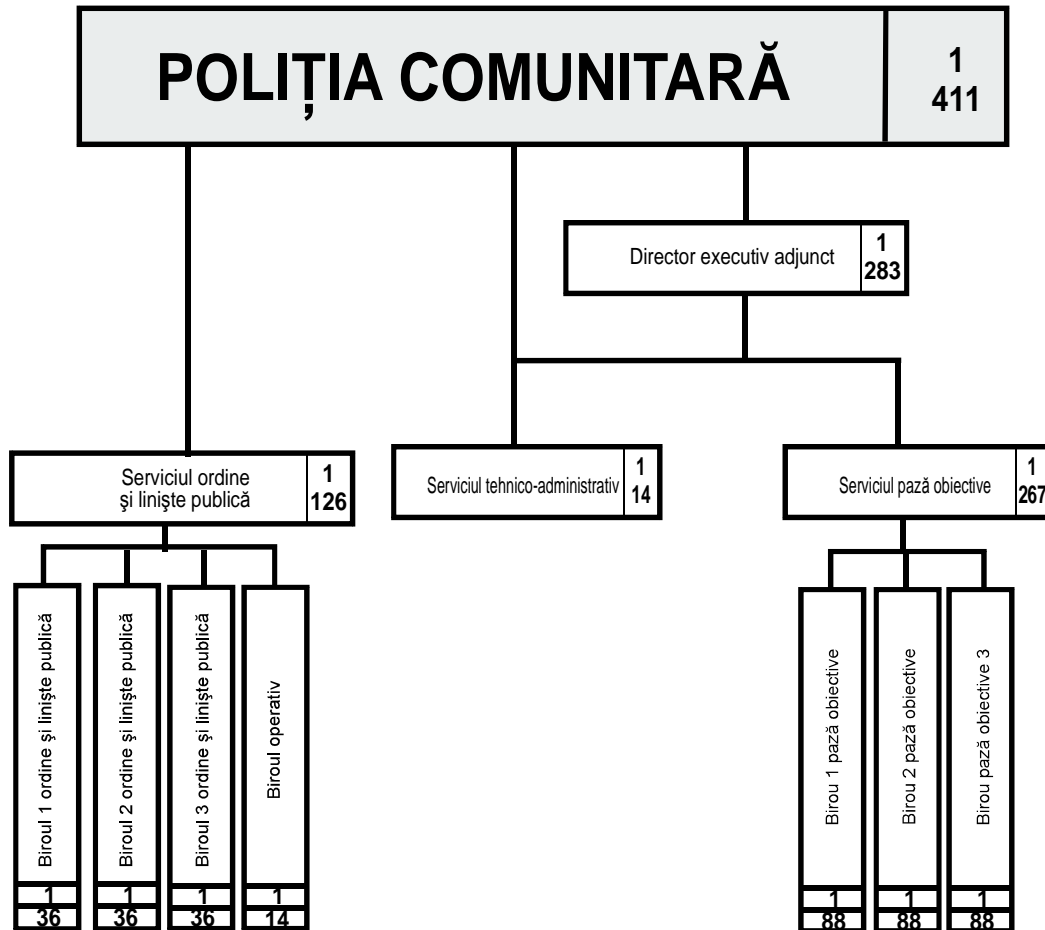 POLIȚIA COMUNITARĂ
1
411
Director executiv adjunct
1
283
Serviciul ordine
şi linişte publică
1
126
Serviciul tehnico-administrativ
1
14
Serviciul pază obiective
1
267
Biroul 1 ordine şi linişte publică
1
36
Biroul 2 ordine şi linişte publică
1
36
Biroul 3 ordine şi linişte publică
1
36
Biroul operativ
1
14
Birou 1 pază obiective
1
88
Birou 2 pază obiective
1
88
Birou pază obiective 3
1
88